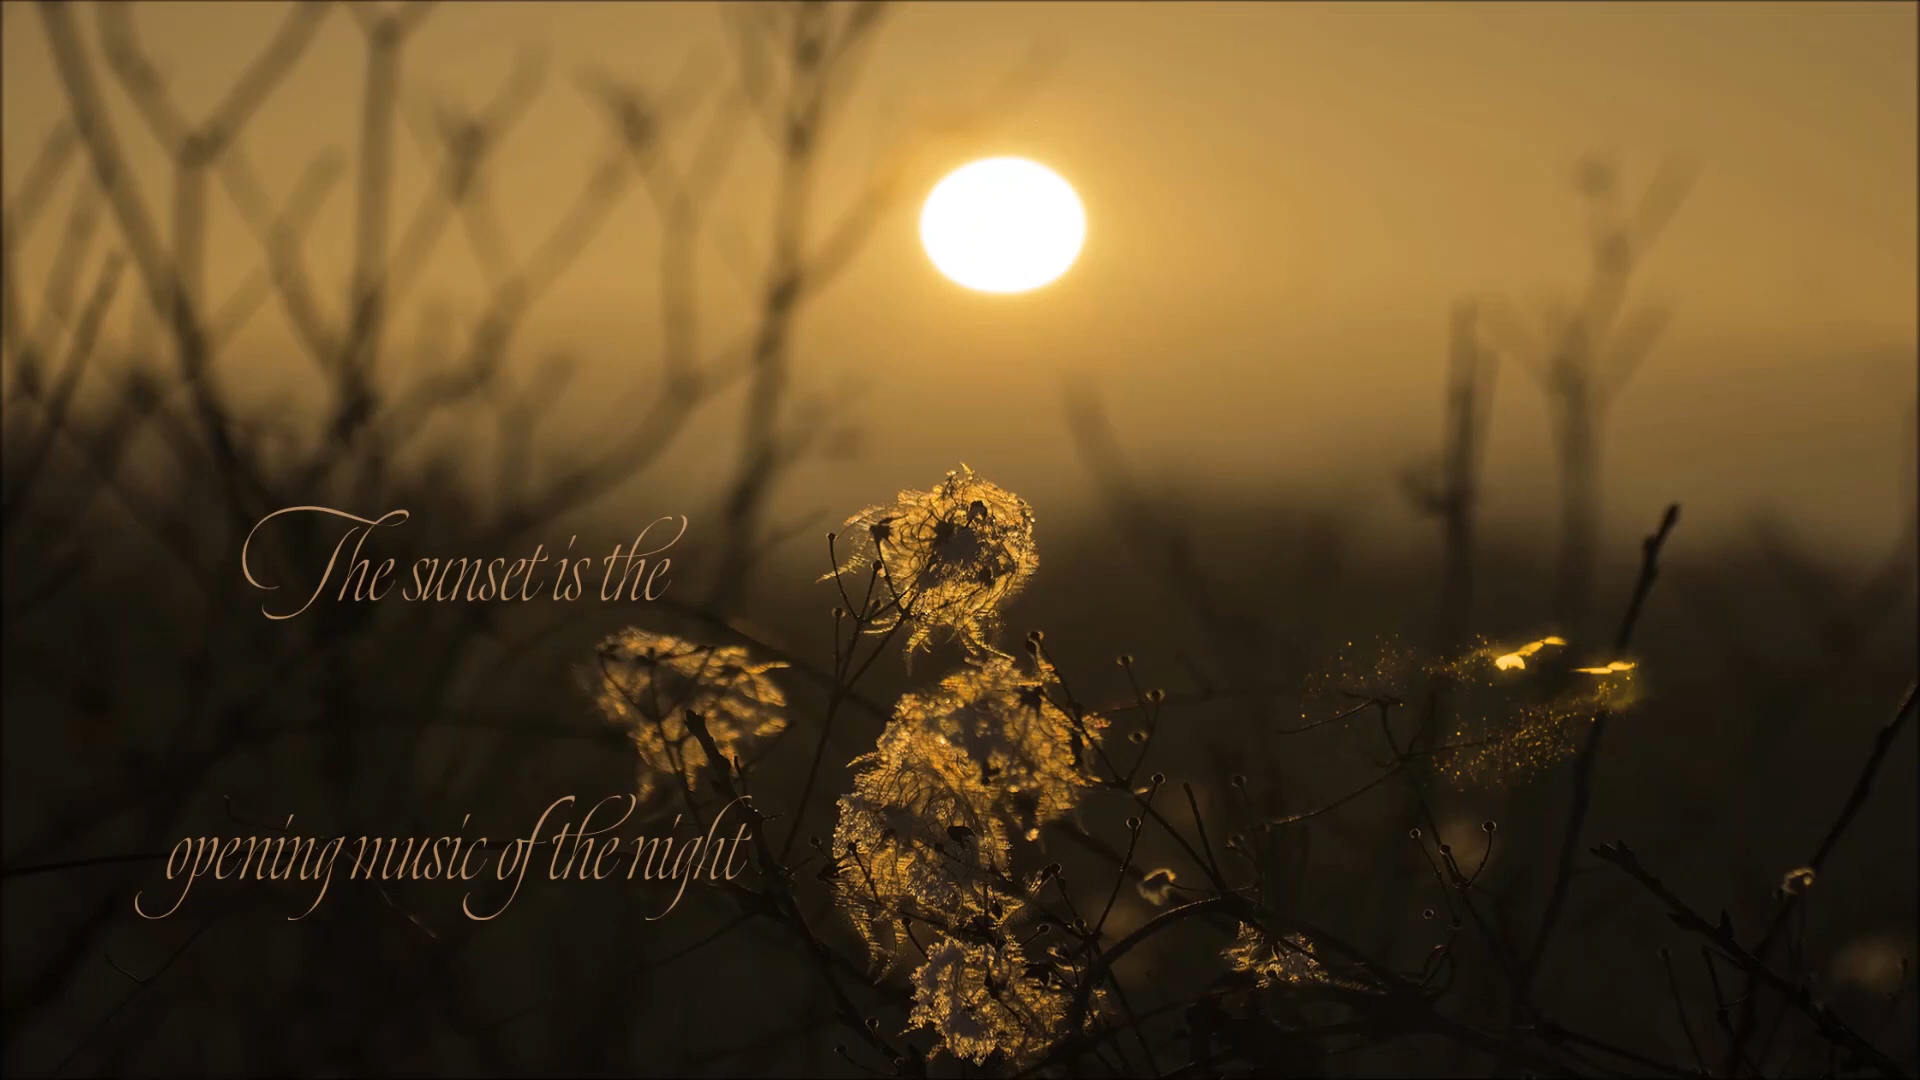 The sunset is the
opening music of the night